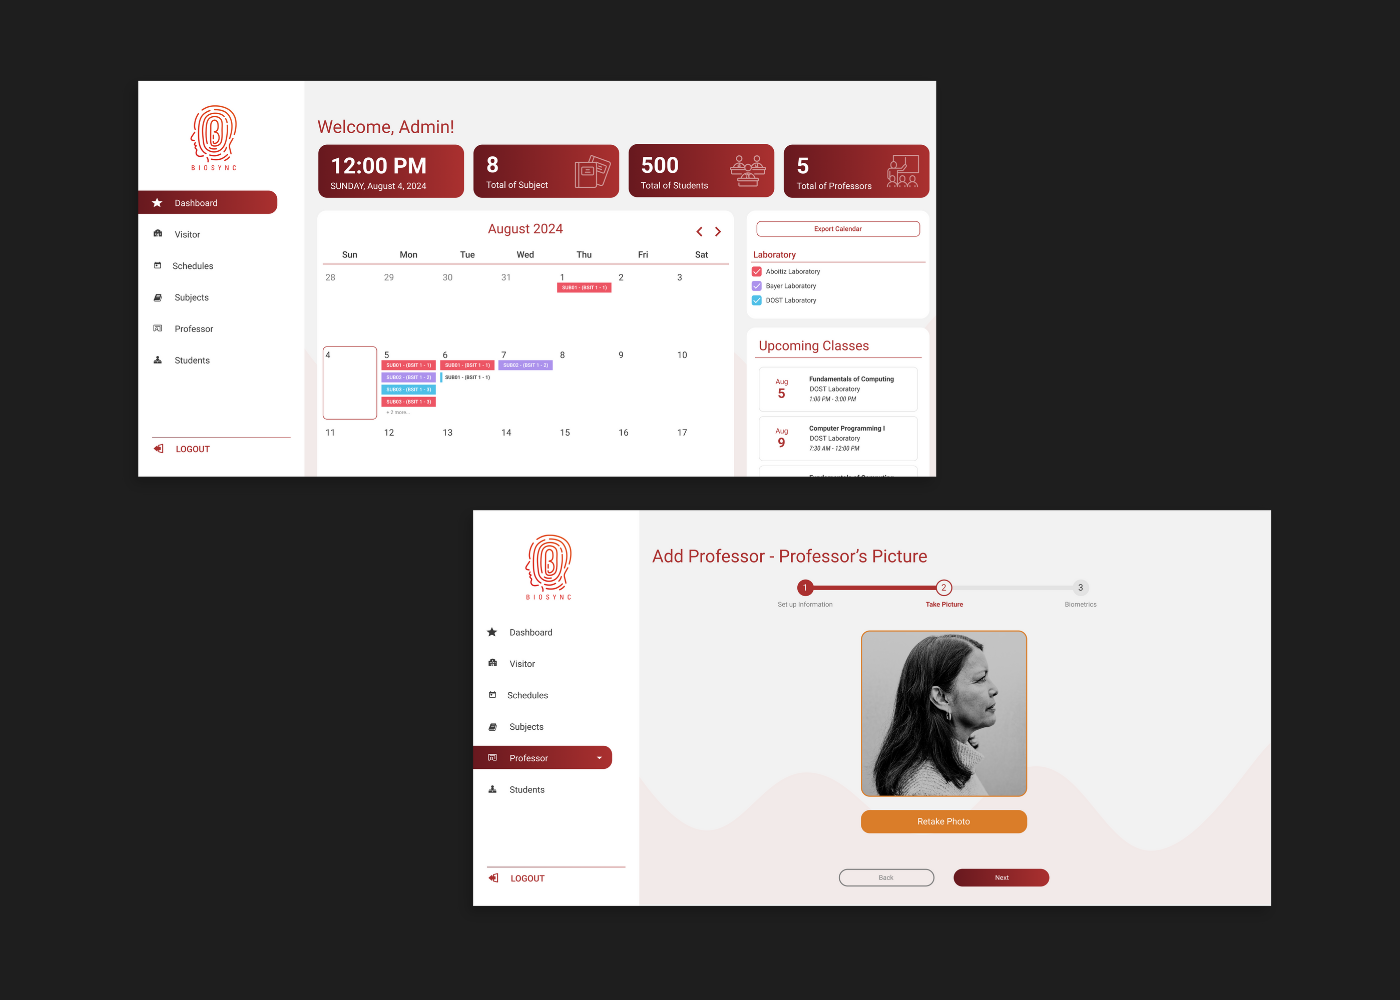 BIOSYNC
Dashboard
Visitor
Schedules
Subjects
Professor
Students
LOGOUT
Welcome, Admin!
12:00 PM
SUNDAY, August 4, 2024
8
Total of Subject
500
Total of Students
5
Total of Professors
August 2024
Sun Mon Tue Wed Thu Fri Sat
28 29 30 31 1 2 3
SUB01 - (BSIT 1 - 1)
4 5 6 7 8 9 10
SUB01 - (BSIT 1 - 1) SUB01 - (BSIT 1 - 1) SUB02 - (BSIT 1 - 2)
SUB02 - (BSIT 1 - 2) SUB01 - (BSIT 1 - 1)
SUB03 - (BSIT 1 - 3)
SUB03 - (BSIT 1 - 3)
+ 2 more...
11 12 13 14 15 16 17
Export Calendar
Laboratory
Aboitiz Laboratory
Bayer Laboratory
DOST Laboratory
Upcoming Classes
Aug
5
Fundamentals of Computing
DOST Laboratory
1:00 PM - 3:00 PM
Aug
9
Computer Programming I
DOST Laboratory
7:30 AM - 12:00 PM
BIOSYNC
Dashboard
Visitor
Schedules
Subjects
Professor
Students
LOGOUT
Add Professor - Professor's Picture
1 2 3
Set up information Take Picture Biometrics
Retake Photo
Back Next